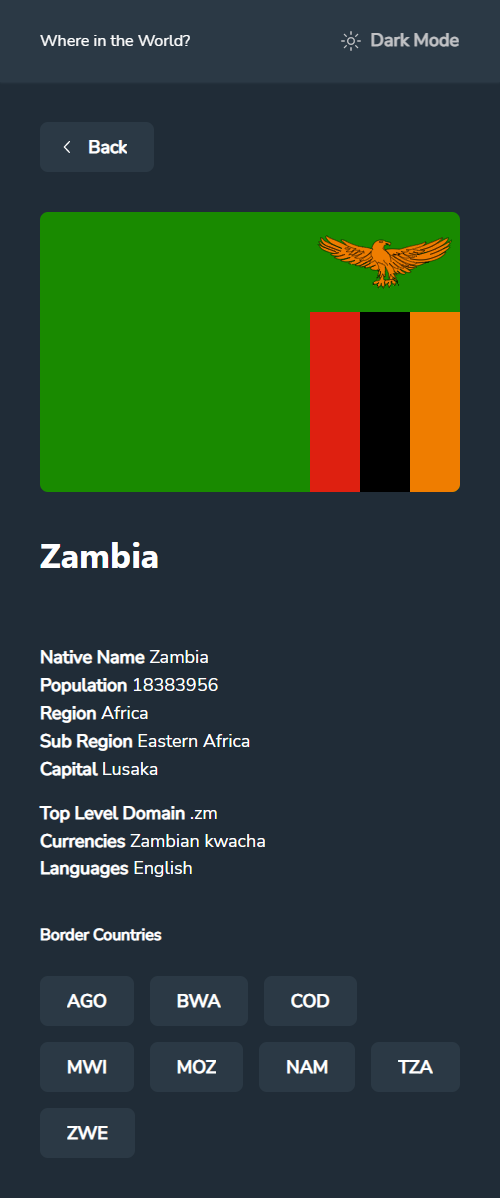 Where in the World? Dark Mode
Back
Zambia
Native Name Zambia
Population 18383956
Region Africa
Sub Region Eastern Africa
Capital Lusaka
Top Level Domain .zm
Currencies Zambian kwacha
Languages English
Border Countries
AGO BWA COD
MWI MOZ NAM TZA
ZWE